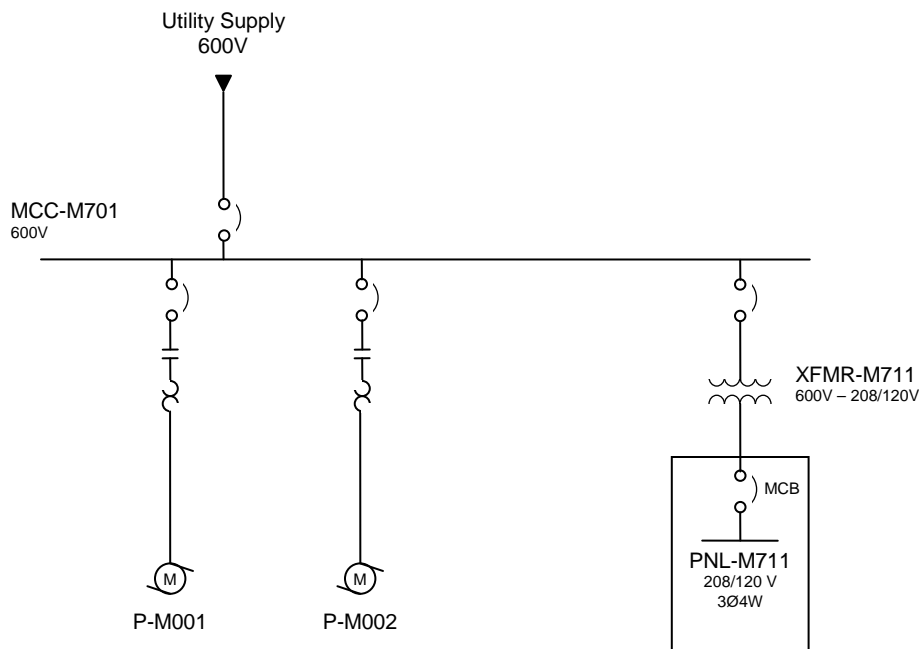 Utility Supply
600V
MCC-M701
600V
XFMR-M711
600V – 208/120V
MCB
PNL-M711
208/120 V
3Ø4W
M
M
P-M001
P-M002